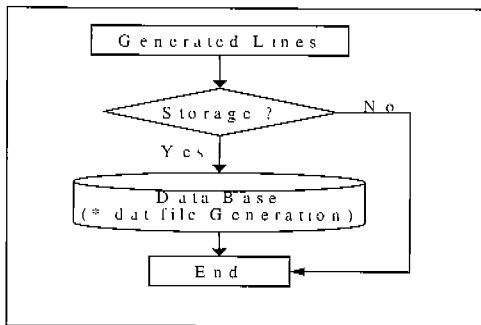 Generated Lines
Storage ?
No
Yes
Data Base
(* dat file Generation)
End